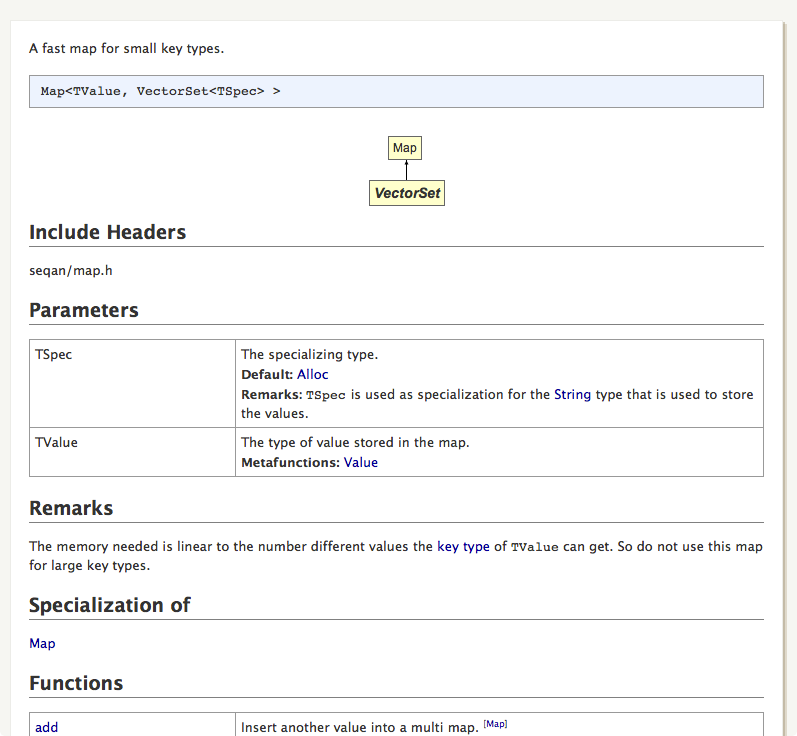 A fast map for small key types.
Map<TValue, VectorSet<TSpec> >
Map
VectorSet
Include Headers
seqan/map.h
Parameters
TSpec
The specializing type.
Default: Alloc
Remarks: TSpec is used as specialization for the String type that is used to store
the values.
TValue
The type of value stored in the map.
Metafunctions: Value
Remarks
The memory needed is linear to the number different values the key type of TValue can get. So do not use this map
for large key types.
Specialization of
Map
Functions
add
Insert another value into a multi map. [Map]